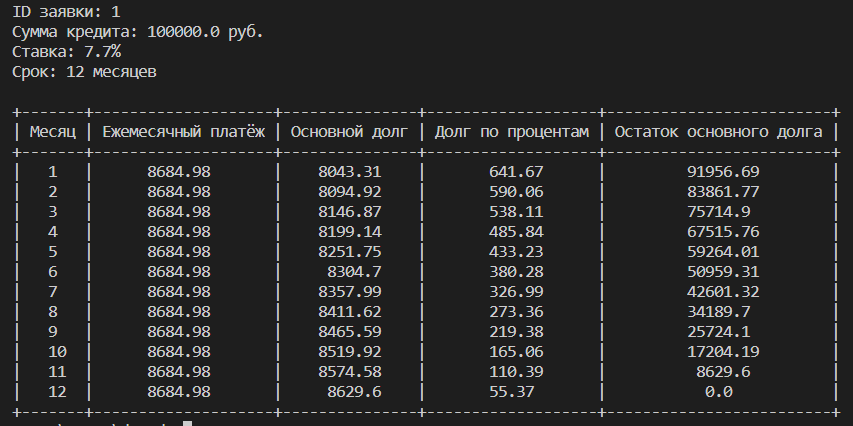 ID заявки: 1
Сумма кредита: 100000.0 руб.
Ставка: 7.7%
Срок: 12 месяцев
+-------+--------------------+---------------+-------------------+-------------------------+
| Месяц | Ежемесячный платёж | Основной долг | Долг по процентам | Остаток основного долга |
+-------+--------------------+---------------+-------------------+-------------------------+
| 1 | 8684.98 | 8043.31 | 641.67 | 91956.69 |
| 2 | 8684.98 | 8094.92 | 590.06 | 83861.77 |
| 3 | 8684.98 | 8146.87 | 538.11 | 75714.9 |
| 4 | 8684.98 | 8199.14 | 485.84 | 67515.76 |
| 5 | 8684.98 | 8251.75 | 433.23 | 59264.01 |
| 6 | 8684.98 | 8304.7 | 380.28 | 50959.31 |
| 7 | 8684.98 | 8357.99 | 326.99 | 42601.32 |
| 8 | 8684.98 | 8411.62 | 273.36 | 34189.7 |
| 9 | 8684.98 | 8465.59 | 219.38 | 25724.1 |
| 10 | 8684.98 | 8519.92 | 165.06 | 17204.19 |
| 11 | 8684.98 | 8574.58 | 110.39 | 8629.6 |
| 12 | 8684.98 | 8629.6 | 55.37 | 0.0 |
+-------+--------------------+---------------+-------------------+-------------------------+